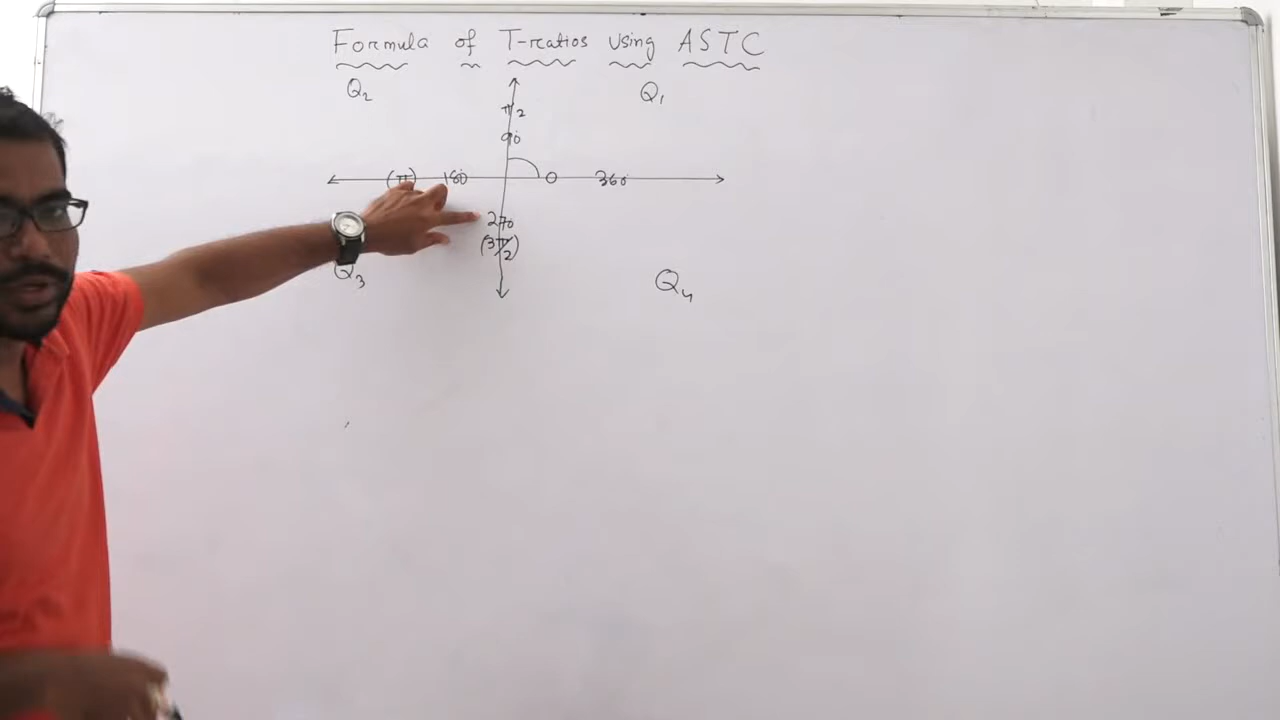 Formula of T-ratios using ASTC
Q2
Q1
π/2
90
(π) 180
0 360
270
(3π/2)
Q3
Q4